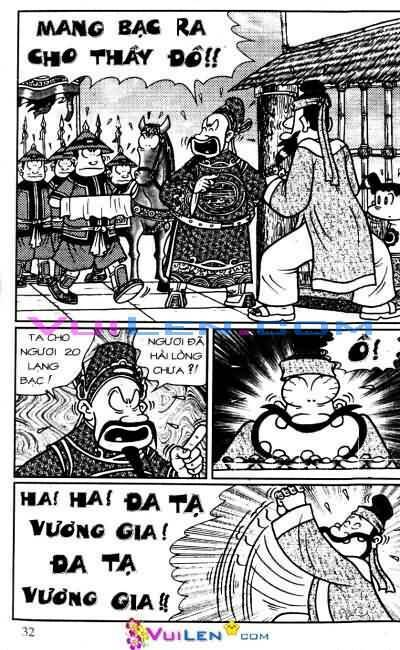 MANG BẠC RA
CHO THẦY ĐỒ!!
VUILEN.COM
TA CHO
NGƯƠI 20
LẠNG
BẠC!
NGƯƠI ĐÃ
HÀI LÒNG
CHƯA?!
Ồ!
HA! HA! ĐA TẠ
VƯƠNG GIA!
ĐA TẠ
VƯƠNG GIA!!
32
VUILEN.COM